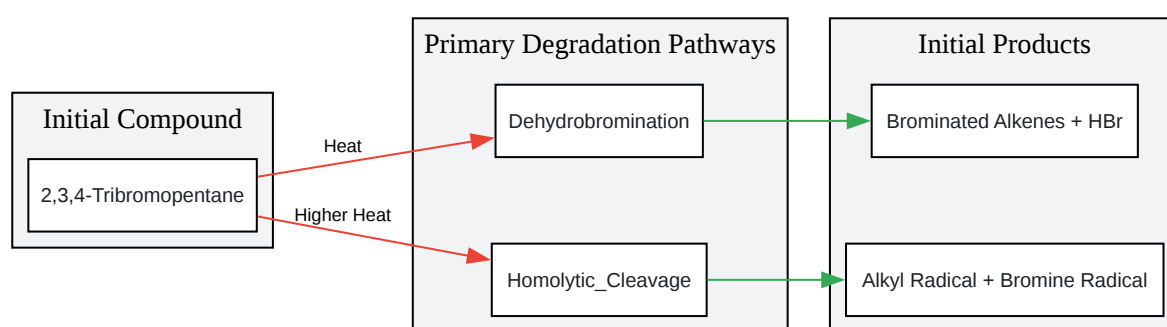 Initial Compound
2,3,4-Tribromopentane
Heat
Higher Heat
Primary Degradation Pathways
Dehydrobromination
Homolytic_Cleavage
Initial Products
Brominated Alkenes + HBr
Alkyl Radical + Bromine Radical